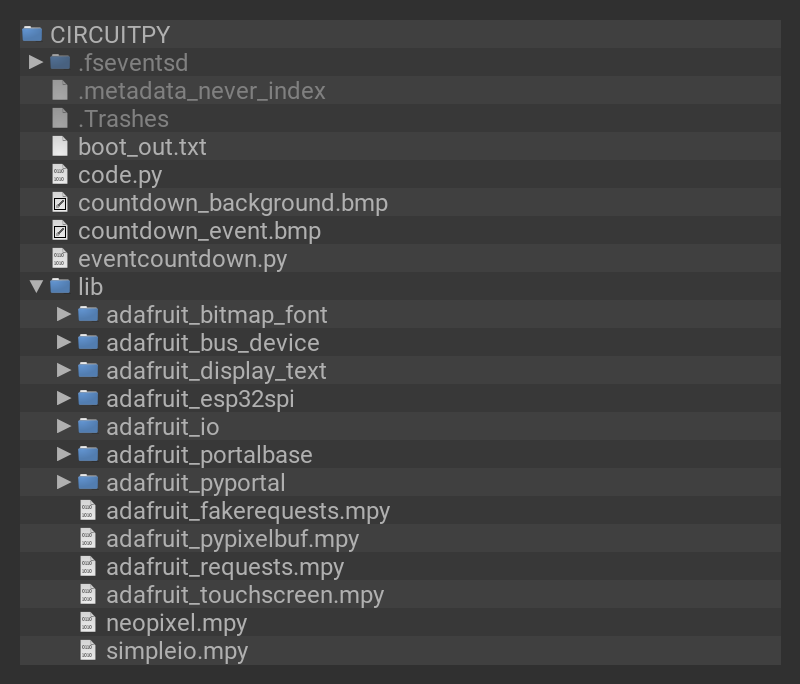 CIRCUITPY
.fseventsd
.metadata_never_index
.Trashes
boot_out.txt
code.py
countdown_background.bmp
countdown_event.bmp
eventcountdown.py
lib
adafruit_bitmap_font
adafruit_bus_device
adafruit_display_text
adafruit_esp32spi
adafruit_io
adafruit_portalbase
adafruit_pyportal
adafruit_fakerequests.mpy
adafruit_pypixelbuf.mpy
adafruit_requests.mpy
adafruit_touchscreen.mpy
neopixel.mpy
simpleio.mpy